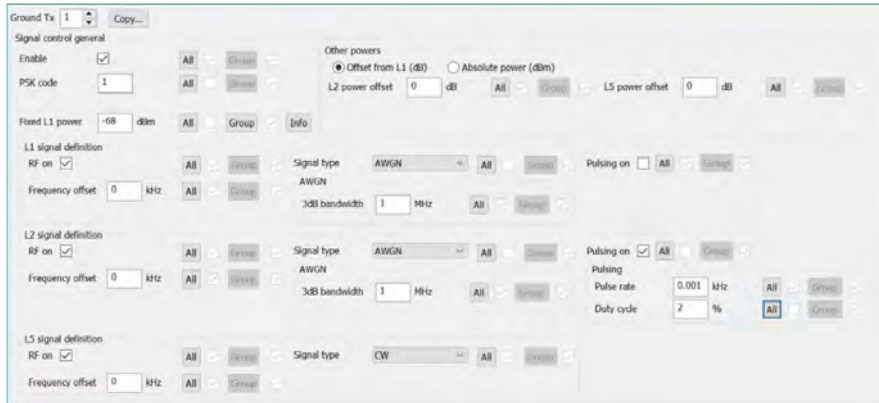 Ground Tx 1 Copy...
Signal control general
Enable All Group
Other powers
Offset from L1 (dB) Absolute power (dBm)
PSK code 1 All Group
L2 power offset 0 dB All Group L5 power offset 0 dB All Group
Fixed L1 power -68 dBm All Group Info
L1 signal definition
RF on All Group Signal type AWGN All Group Pulsing on All Group
Frequency offset 0 kHz All Group
AWGN
3dB bandwidth 1 MHz All Group
L2 signal definition
RF on All Group Signal type AWGN All Group Pulsing on All Group
Frequency offset 0 kHz All Group
AWGN
Pulsing
3dB bandwidth 1 MHz All Group
Pulse rate 0.001 kHz All Group
Duty cycle 2 % All Group
L5 signal definition
RF on All Group Signal type CW All Group
Frequency offset 0 kHz All Group